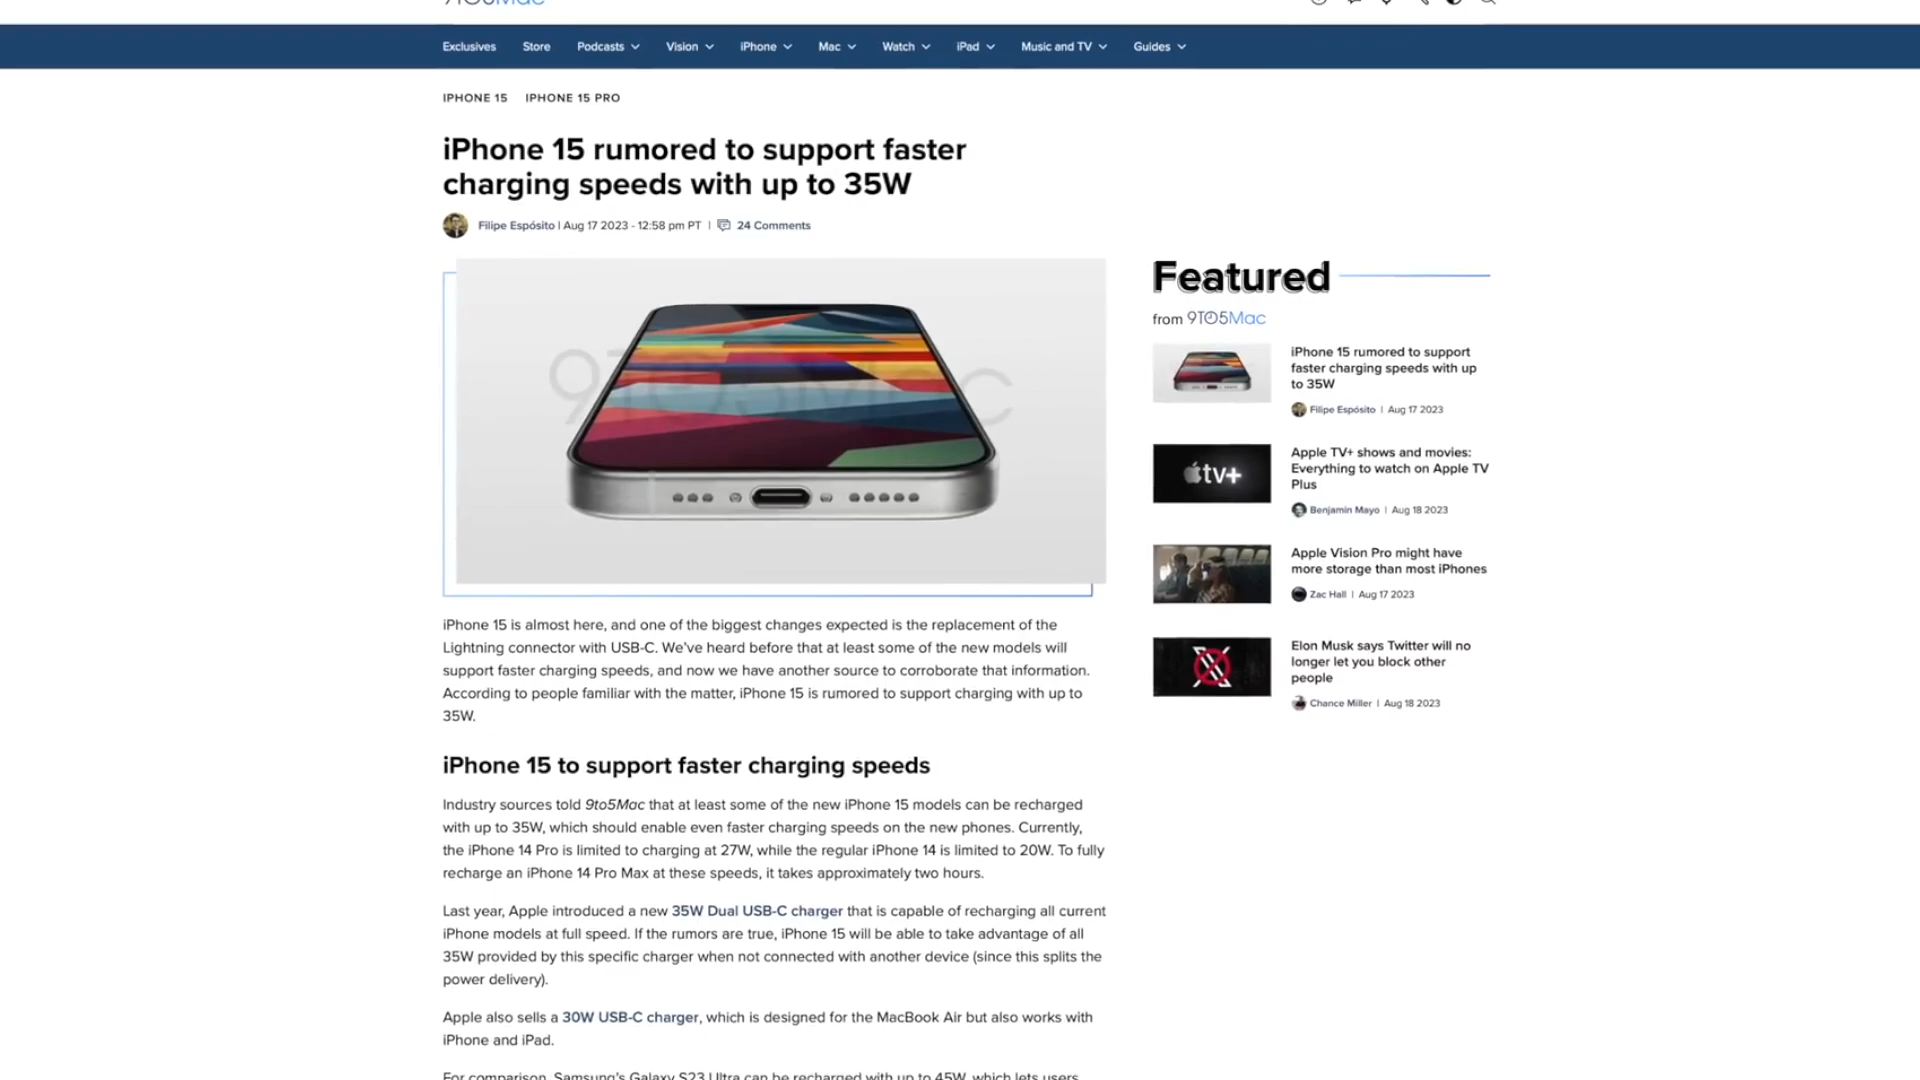 9TO5Mac
Exclusives Store Podcasts Vision iPhone Mac Watch iPad Music and TV Guides
IPHONE 15 IPHONE 15 PRO
iPhone 15 rumored to support faster
charging speeds with up to 35W
Filipe Espósito | Aug 17 2023 - 12:58 pm PT | 24 Comments
9TO5Mac
iPhone 15 is almost here, and one of the biggest changes expected is the replacement of the
Lightning connector with USB-C. We've heard before that at least some of the new models will
support faster charging speeds, and now we have another source to corroborate that information.
According to people familiar with the matter, iPhone 15 is rumored to support charging with up to
35W.
iPhone 15 to support faster charging speeds
Industry sources told 9to5Mac that at least some of the new iPhone 15 models can be recharged
with up to 35W, which should enable even faster charging speeds on the new phones. Currently,
the iPhone 14 Pro is limited to charging at 27W, while the regular iPhone 14 is limited to 20W. To fully
recharge an iPhone 14 Pro Max at these speeds, it takes approximately two hours.
Last year, Apple introduced a new 35W Dual USB-C charger that is capable of recharging all current
iPhone models at full speed. If the rumors are true, iPhone 15 will be able to take advantage of all
35W provided by this specific charger when not connected with another device (since this splits the
power delivery).
Apple also sells a 30W USB-C charger, which is designed for the MacBook Air but also works with
iPhone and iPad.
For comparison, Samsung's Galaxy S23 Ultra can be recharged with up to 45W, which lets users
Featured
from 9TO5Mac
iPhone 15 rumored to support
faster charging speeds with up
to 35W
Filipe Espósito | Aug 17 2023
tv+
Apple TV+ shows and movies:
Everything to watch on Apple TV
Plus
Benjamin Mayo | Aug 18 2023
Apple Vision Pro might have
more storage than most iPhones
Zac Hall | Aug 17 2023
Elon Musk says Twitter will no
longer let you block other
people
Chance Miller | Aug 18 2023